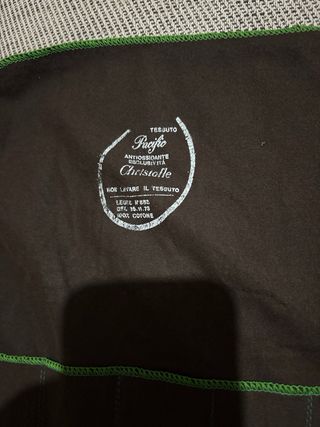 TESSUTO
Pacific
ANTIOSSIDANTE
ESCLUSIVITÀ
Christofle
NON LAVARE IL TESSUTO
LEGGE N°883
DEL 26.11.73
100% COTONE